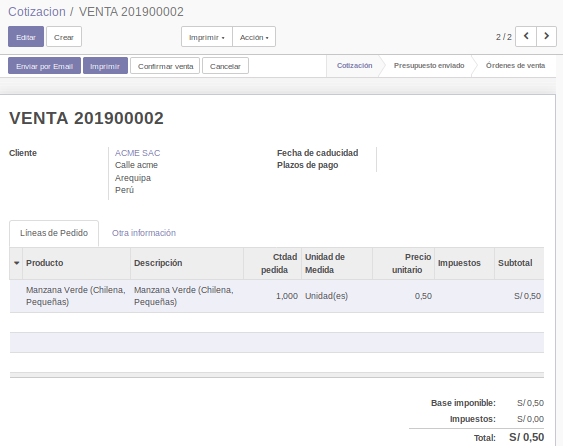 Cotizacion / VENTA 201900002
Editar Crear Imprimir Acción 2 / 2
Enviar por Email Imprimir Confirmar venta Cancelar Cotización Presupuesto enviado Órdenes de venta
VENTA 201900002
Cliente ACME SAC Fecha de caducidad
Calle acme Plazos de pago
Arequipa
Perú
Líneas de Pedido Otra información
Producto Descripción Ctdad pedida Unidad de Medida Precio unitario Impuestos Subtotal
Manzana Verde (Chilena, Manzana Verde (Chilena, 1,000 Unidad(es) 0,50 S/ 0,50
Pequeñas) Pequeñas)
Base imponible: S/ 0,50
Impuestos: S/ 0,00
Total: S/ 0,50